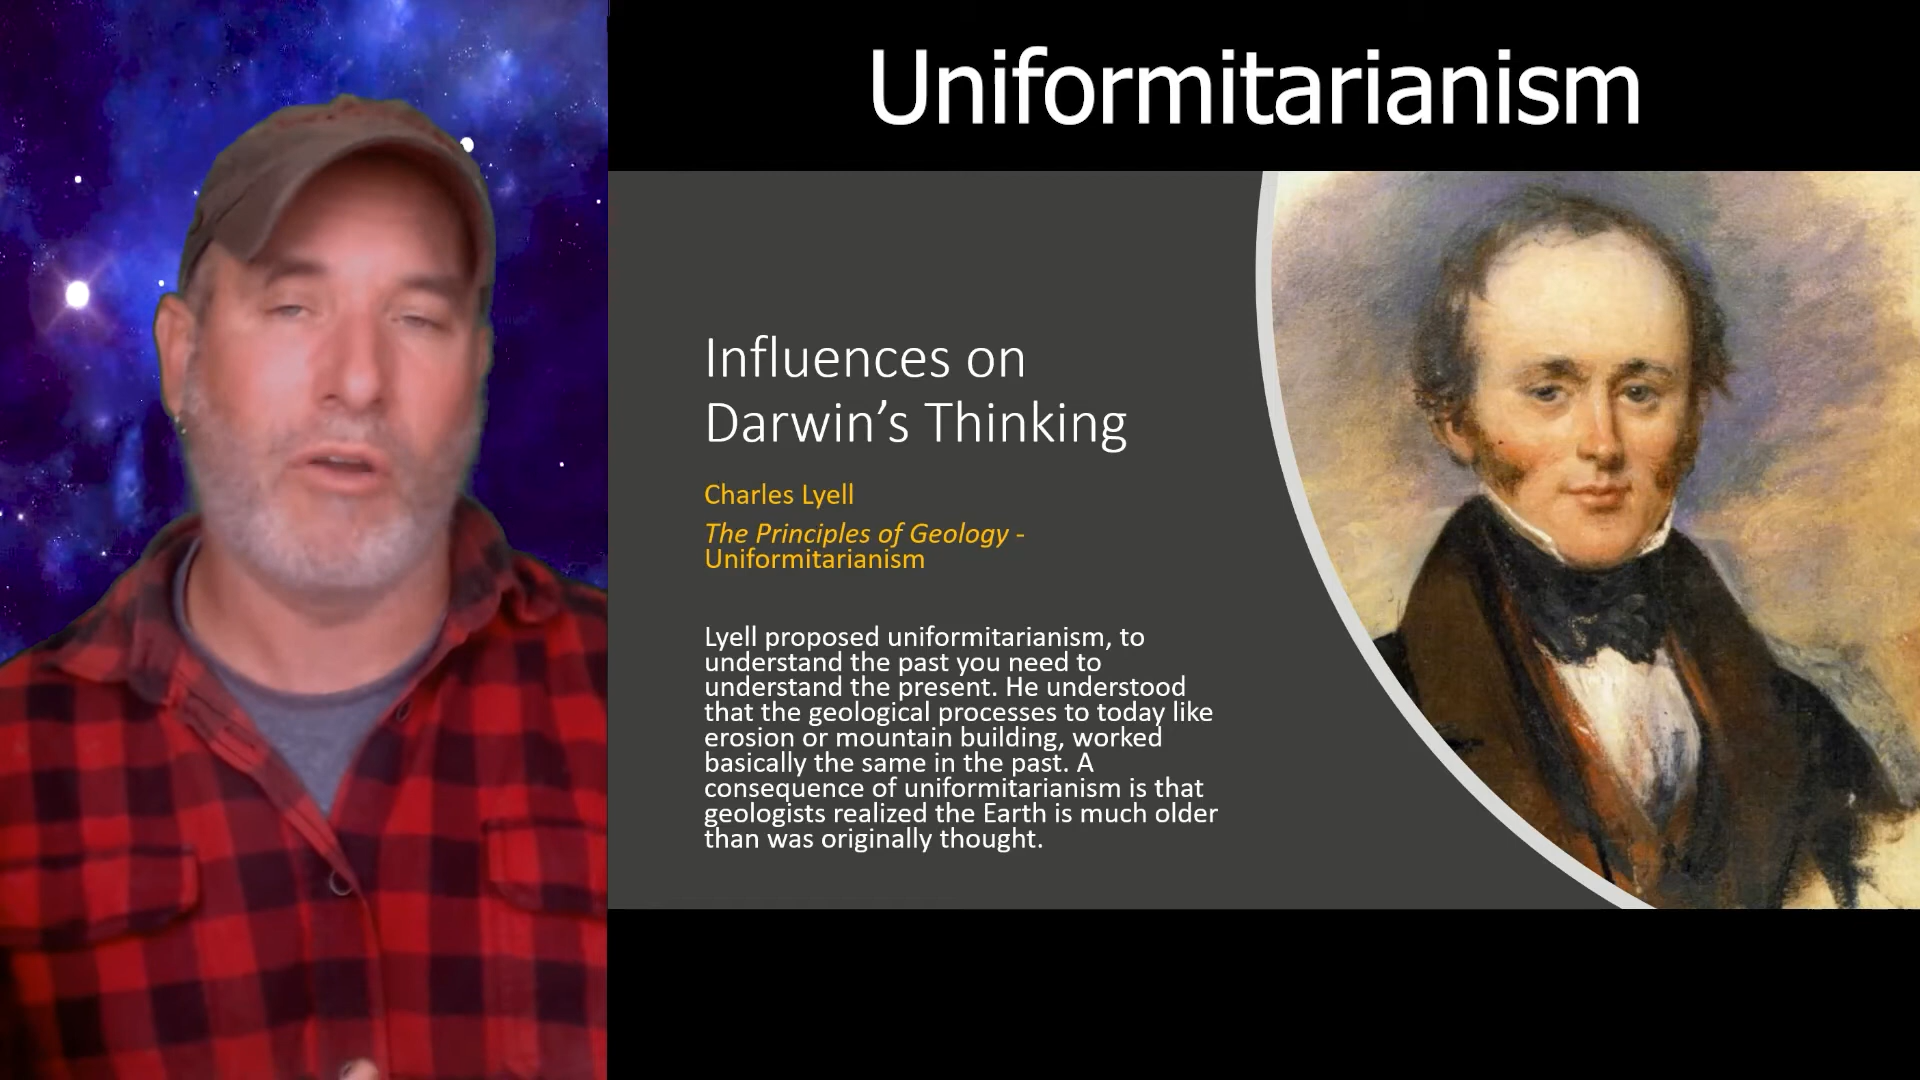 Uniformitarianism
Influences on
Darwin’s Thinking
Charles Lyell
The Principles of Geology -
Uniformitarianism
Lyell proposed uniformitarianism, to
understand the past you need to
understand the present. He understood
that the geological processes to today like
erosion or mountain building, worked
basically the same in the past. A
consequence of uniformitarianism is that
geologists realized the Earth is much older
than was originally thought.